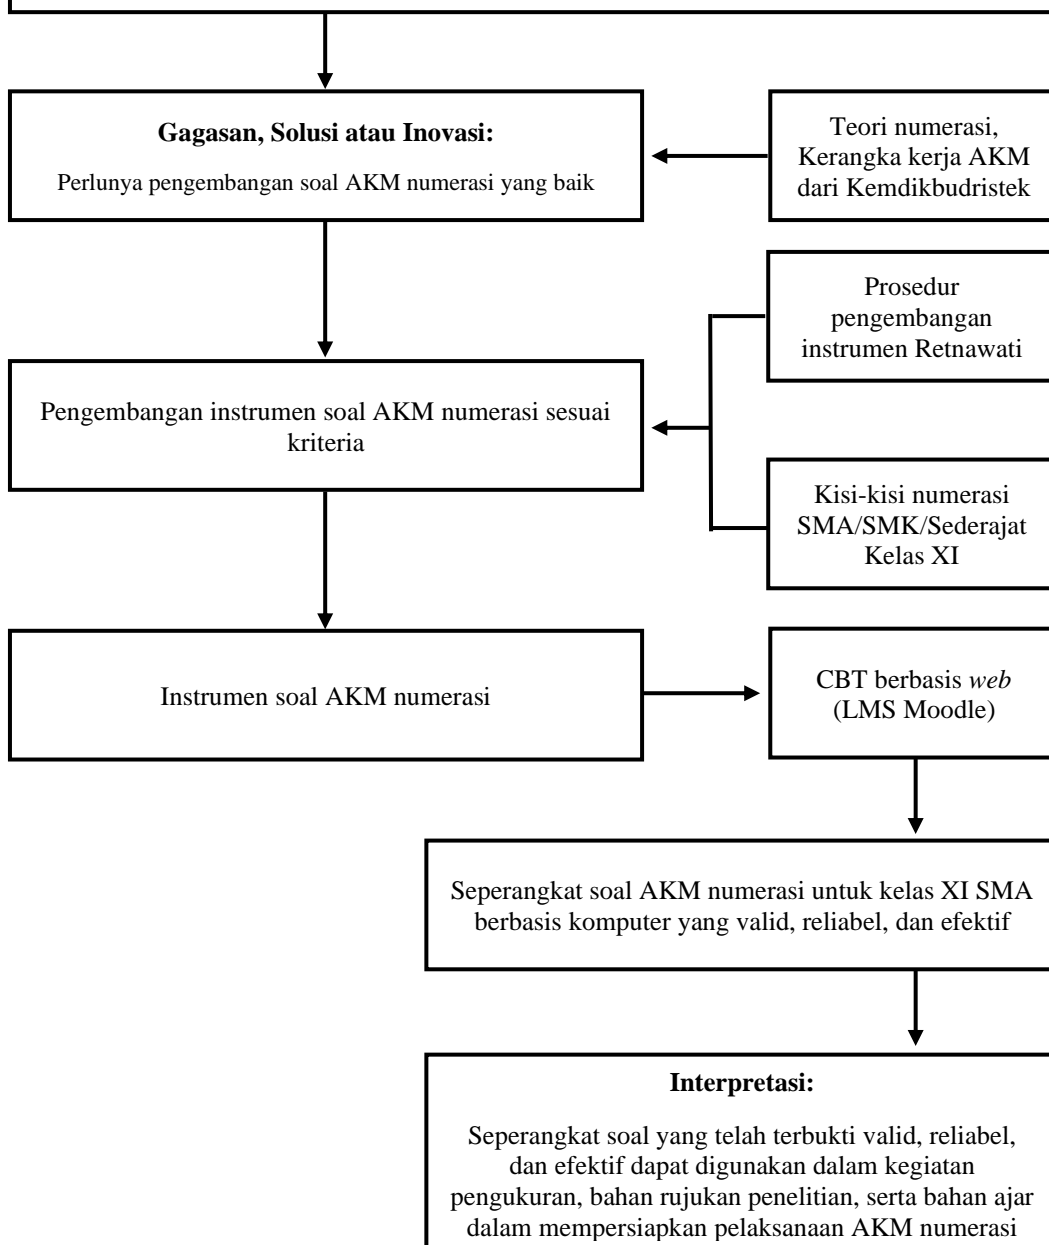 Gagasan, Solusi atau Inovasi:
Perlunya pengembangan soal AKM numerasi yang baik
Teori numerasi,
Kerangka kerja AKM
dari Kemdikbudristek
Prosedur
pengembangan
instrumen Retnawati
Pengembangan instrumen soal AKM numerasi sesuai
kriteria
Kisi-kisi numerasi
SMA/SMK/Sederajat
Kelas XI
Instrumen soal AKM numerasi
CBT berbasis web
(LMS Moodle)
Seperangkat soal AKM numerasi untuk kelas XI SMA
berbasis komputer yang valid, reliabel, dan efektif
Interpretasi:
Seperangkat soal yang telah terbukti valid, reliabel,
dan efektif dapat digunakan dalam kegiatan
pengukuran, bahan rujukan penelitian, serta bahan ajar
dalam mempersiapkan pelaksanaan AKM numerasi